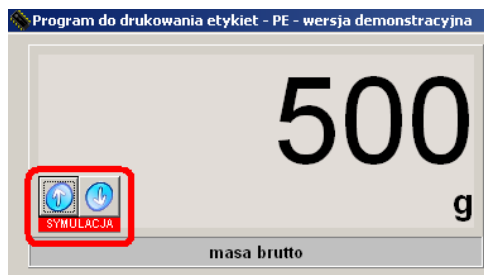 Program do drukowania etykiet - PE - wersja demonstracyjna
500
g
SYMULACJA
masa brutto